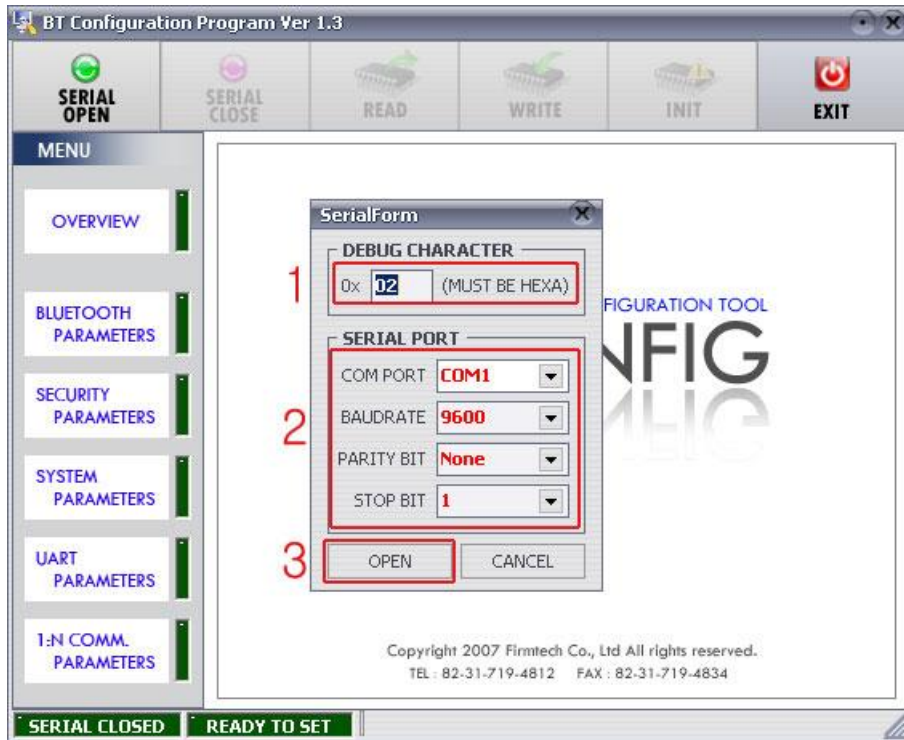 BT Configuration Program Ver 1.3
SERIAL OPEN
SERIAL CLOSE
READ
WRITE
INIT
EXIT
MENU
OVERVIEW
BLUETOOTH
PARAMETERS
SECURITY
PARAMETERS
SYSTEM
PARAMETERS
UART
PARAMETERS
1:N COMM.
PARAMETERS
SerialForm
DEBUG CHARACTER
1
0x 02 (MUST BE HEXA)
SERIAL PORT
2
COM PORT COM1
BAUDRATE 9600
PARITY BIT None
STOP BIT 1
3
OPEN CANCEL
FIGURATION TOOL
NFIG
Copyright 2007 Firmtech Co., Ltd All rights reserved.
TEL : 82-31-719-4812 FAX : 82-31-719-4834
SERIAL CLOSED READY TO SET